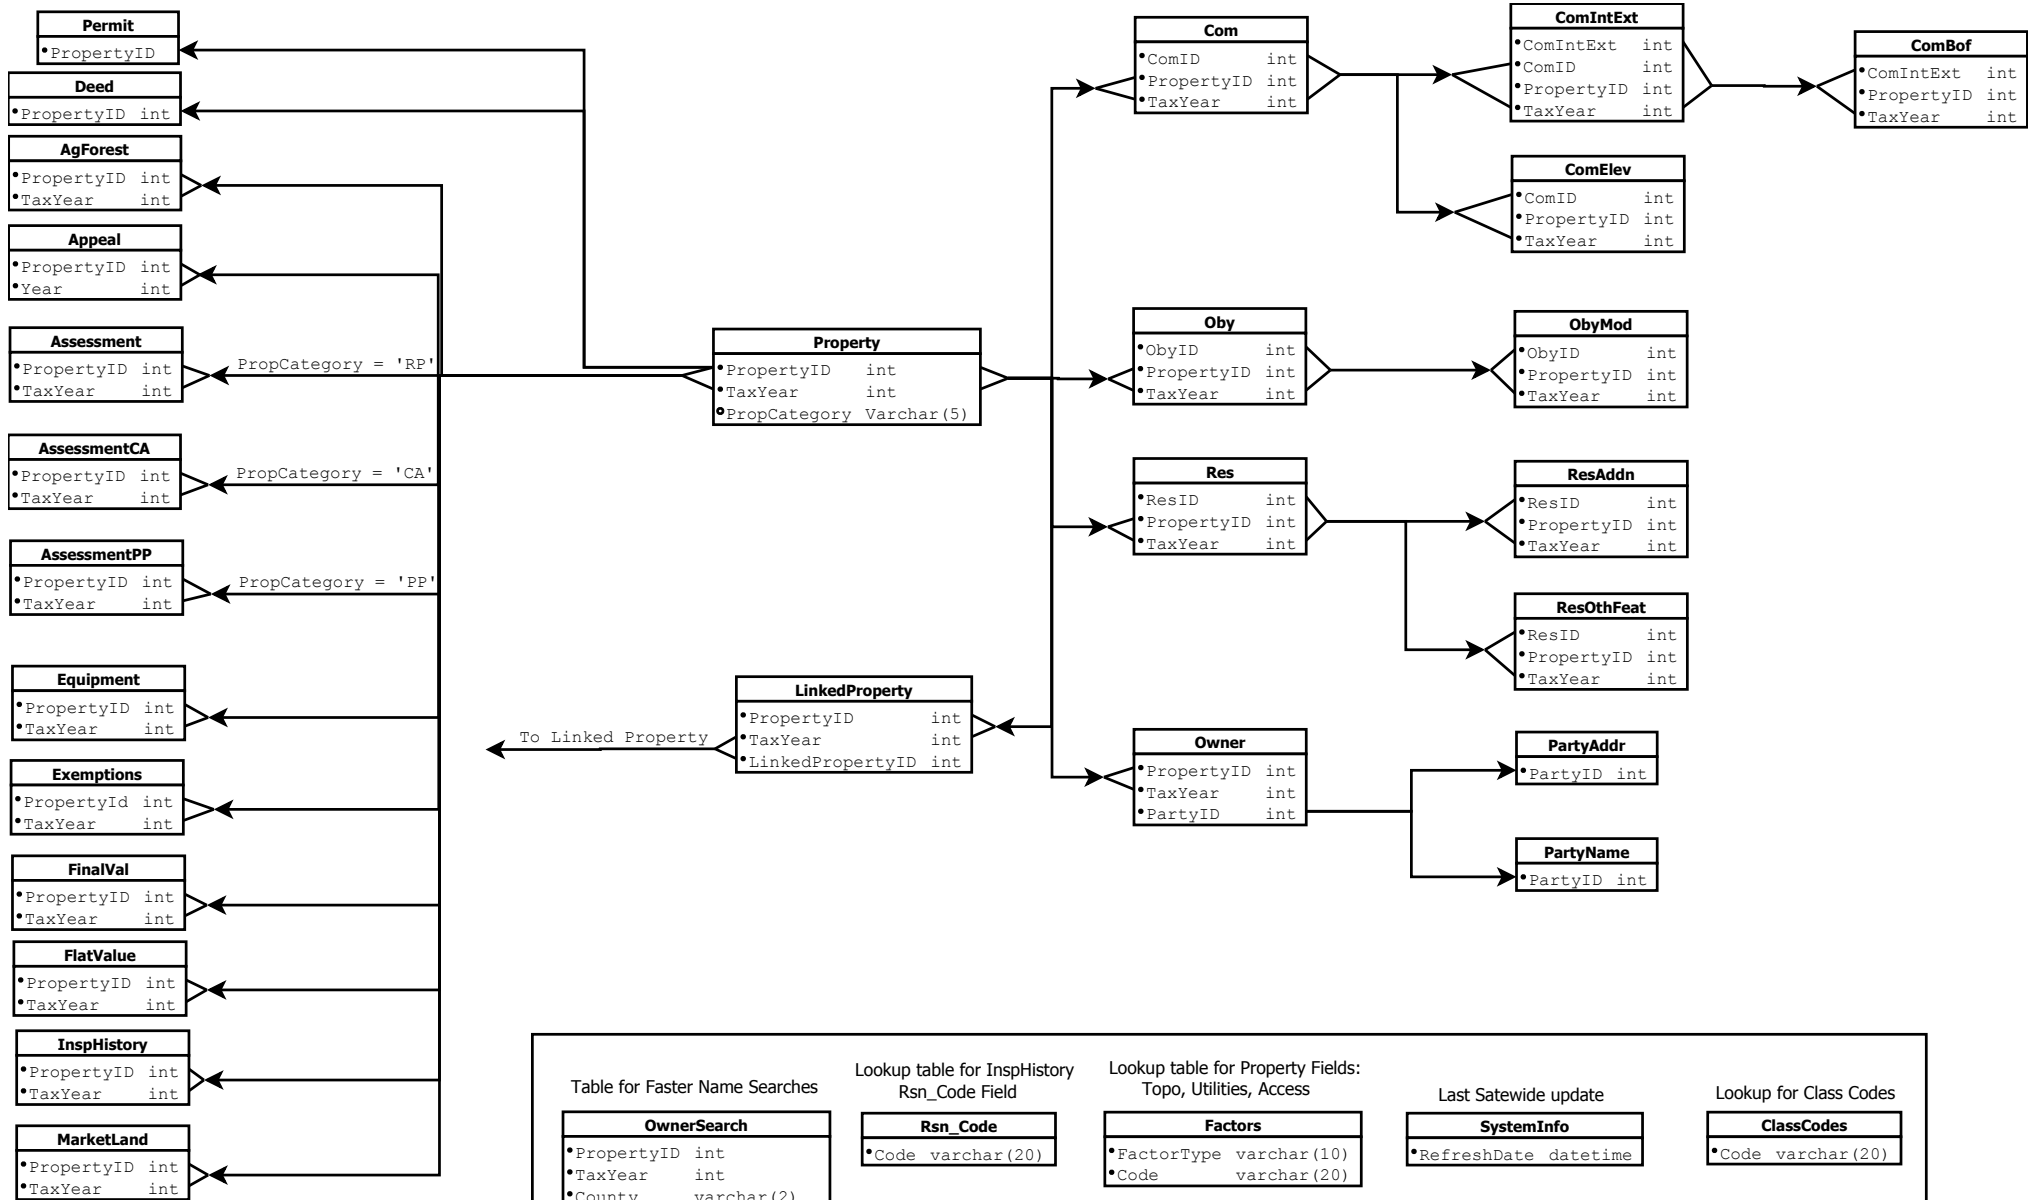 Permit
•PropertyID
Deed
•PropertyID int
AgForest
•PropertyID int
•TaxYear int
Appeal
•PropertyID int
•Year int
Assessment
•PropertyID int
•TaxYear int
PropCategory = 'RP'
AssessmentCA
•PropertyID int
•TaxYear int
PropCategory = 'CA'
AssessmentPP
•PropertyID int
•TaxYear int
PropCategory = 'PP'
Equipment
•PropertyID int
•TaxYear int
Exemptions
•PropertyId int
•TaxYear int
FinalVal
•PropertyID int
•TaxYear int
FlatValue
•PropertyID int
•TaxYear int
InspHistory
•PropertyID int
•TaxYear int
MarketLand
•PropertyID int
•TaxYear int
Property
•PropertyID int
•TaxYear int
PropCategory Varchar(5)
To Linked Property
LinkedProperty
•PropertyID int
•TaxYear int
•LinkedPropertyID int
Com
•ComID int
•PropertyID int
•TaxYear int
ComIntExt
•ComIntExt int
•ComID int
•PropertyID int
•TaxYear int
ComBof
•ComIntExt int
•PropertyID int
•TaxYear int
ComElev
•ComID int
•PropertyID int
•TaxYear int
Oby
•ObyID int
•PropertyID int
•TaxYear int
ObyMod
•ObyID int
•PropertyID int
•TaxYear int
Res
•ResID int
•PropertyID int
•TaxYear int
ResAddn
•ResID int
•PropertyID int
•TaxYear int
ResOthFeat
•ResID int
•PropertyID int
•TaxYear int
Owner
•PropertyID int
•TaxYear int
•PartyID int
PartyAddr
•PartyID int
PartyName
•PartyID int
Table for Faster Name Searches
OwnerSearch
•PropertyID int
•TaxYear int
•County varchar(2)
Lookup table for InspHistory
Rsn_Code Field
Rsn_Code
•Code varchar(20)
Lookup table for Property Fields:
Topo, Utilities, Access
Factors
•FactorType varchar(10)
•Code varchar(20)
Last Satewide update
SystemInfo
•RefreshDate datetime
Lookup for Class Codes
ClassCodes
•Code varchar(20)